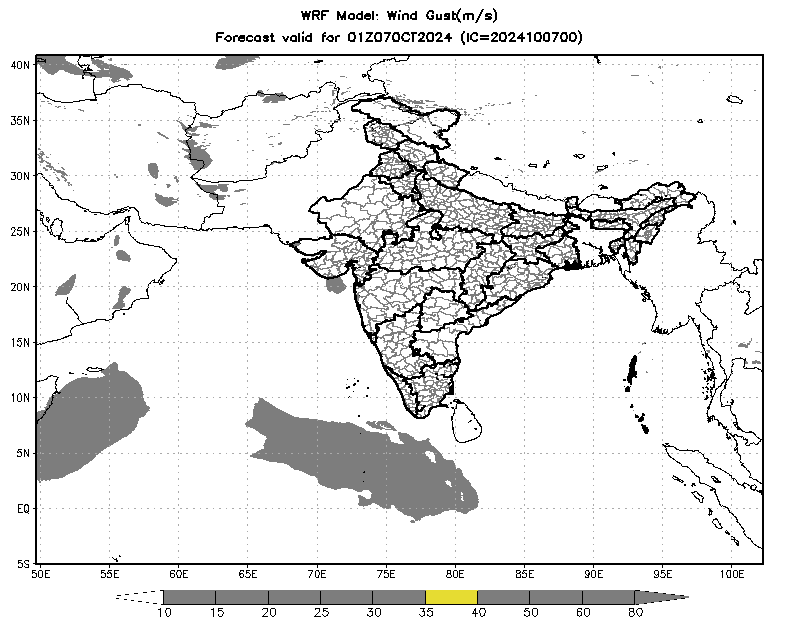 WRF Model: Wind Gust(m/s)
Forecast valid for 01Z07OCT2024 (IC=2024100700)
40N
35N
30N
25N
20N
15N
10N
5N
EQ
5S
50E 55E 60E 65E 70E 75E 80E 85E 90E 95E 100E
10 15 20 25 30 35 40 50 60 80